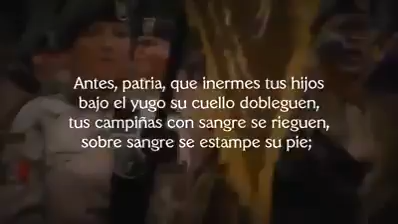 Antes, patria, que inermes tus hijos
bajo el yugo su cuello dobleguen,
tus campiñas con sangre se rieguen,
sobre sangre se estampe su pie;